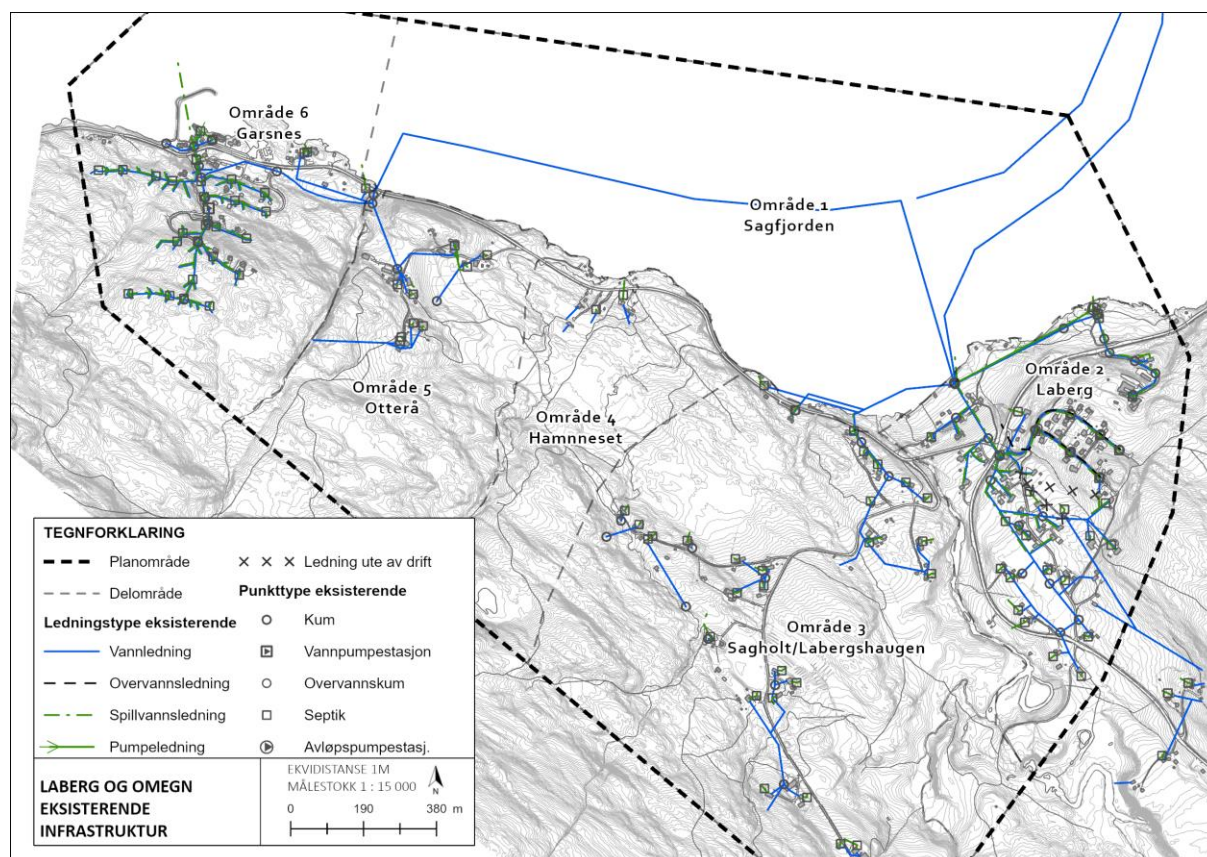 Område 6
Garsnes
Område 1
Sagfjorden
Område 2
Laberg
Område 5
Otterå
Område 4
Hamnneset
Område 3
Sagholt/Labergshaugen
TEGNFORKLARING
Planområde
Delområde
Ledningstype eksisterende
Vannledning
Overvannsledning
Spillvannsledning
Pumpeledning
Ledning ute av drift
Punkttype eksisterende
Kum
Vannpumpestasjon
Overvannskum
Septik
Avløpspumpestasj.
LABERG OG OMEGN
EKSISTERENDE
INFRASTRUKTUR
EKVIDISTANSE 1M
MÅLESTOKK 1 : 15 000
N
0 190 380 m